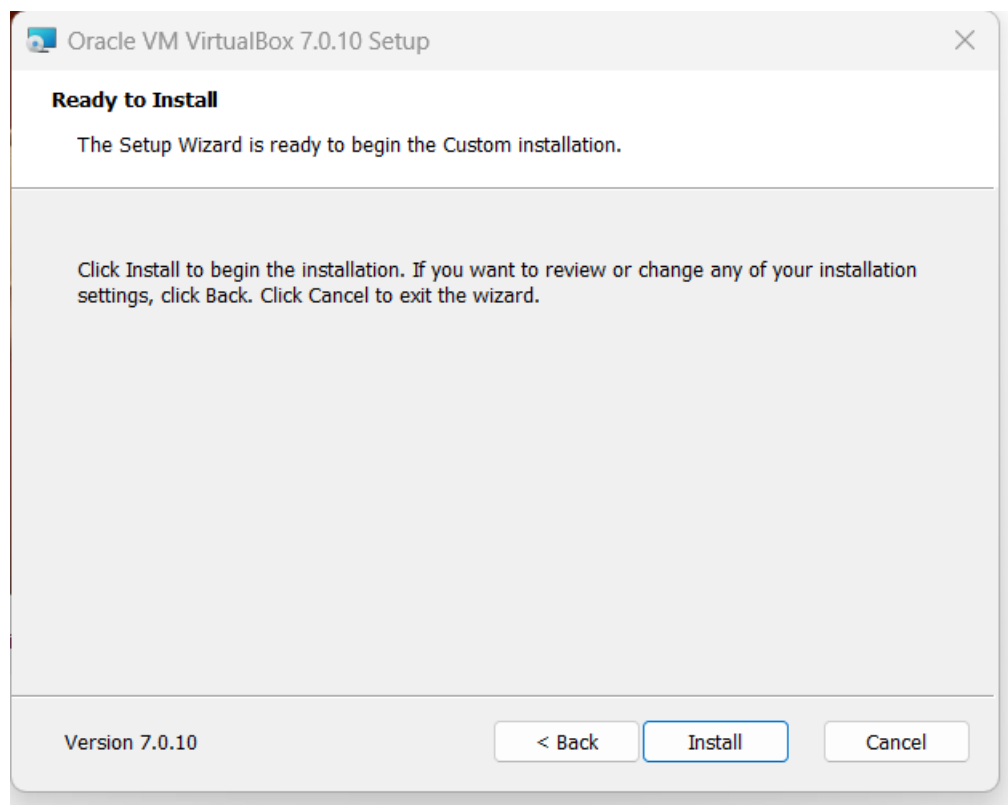 Oracle VM VirtualBox 7.0.10 Setup
Ready to Install
The Setup Wizard is ready to begin the Custom installation.
Click Install to begin the installation. If you want to review or change any of your installation
settings, click Back. Click Cancel to exit the wizard.
Version 7.0.10
< Back
Install
Cancel